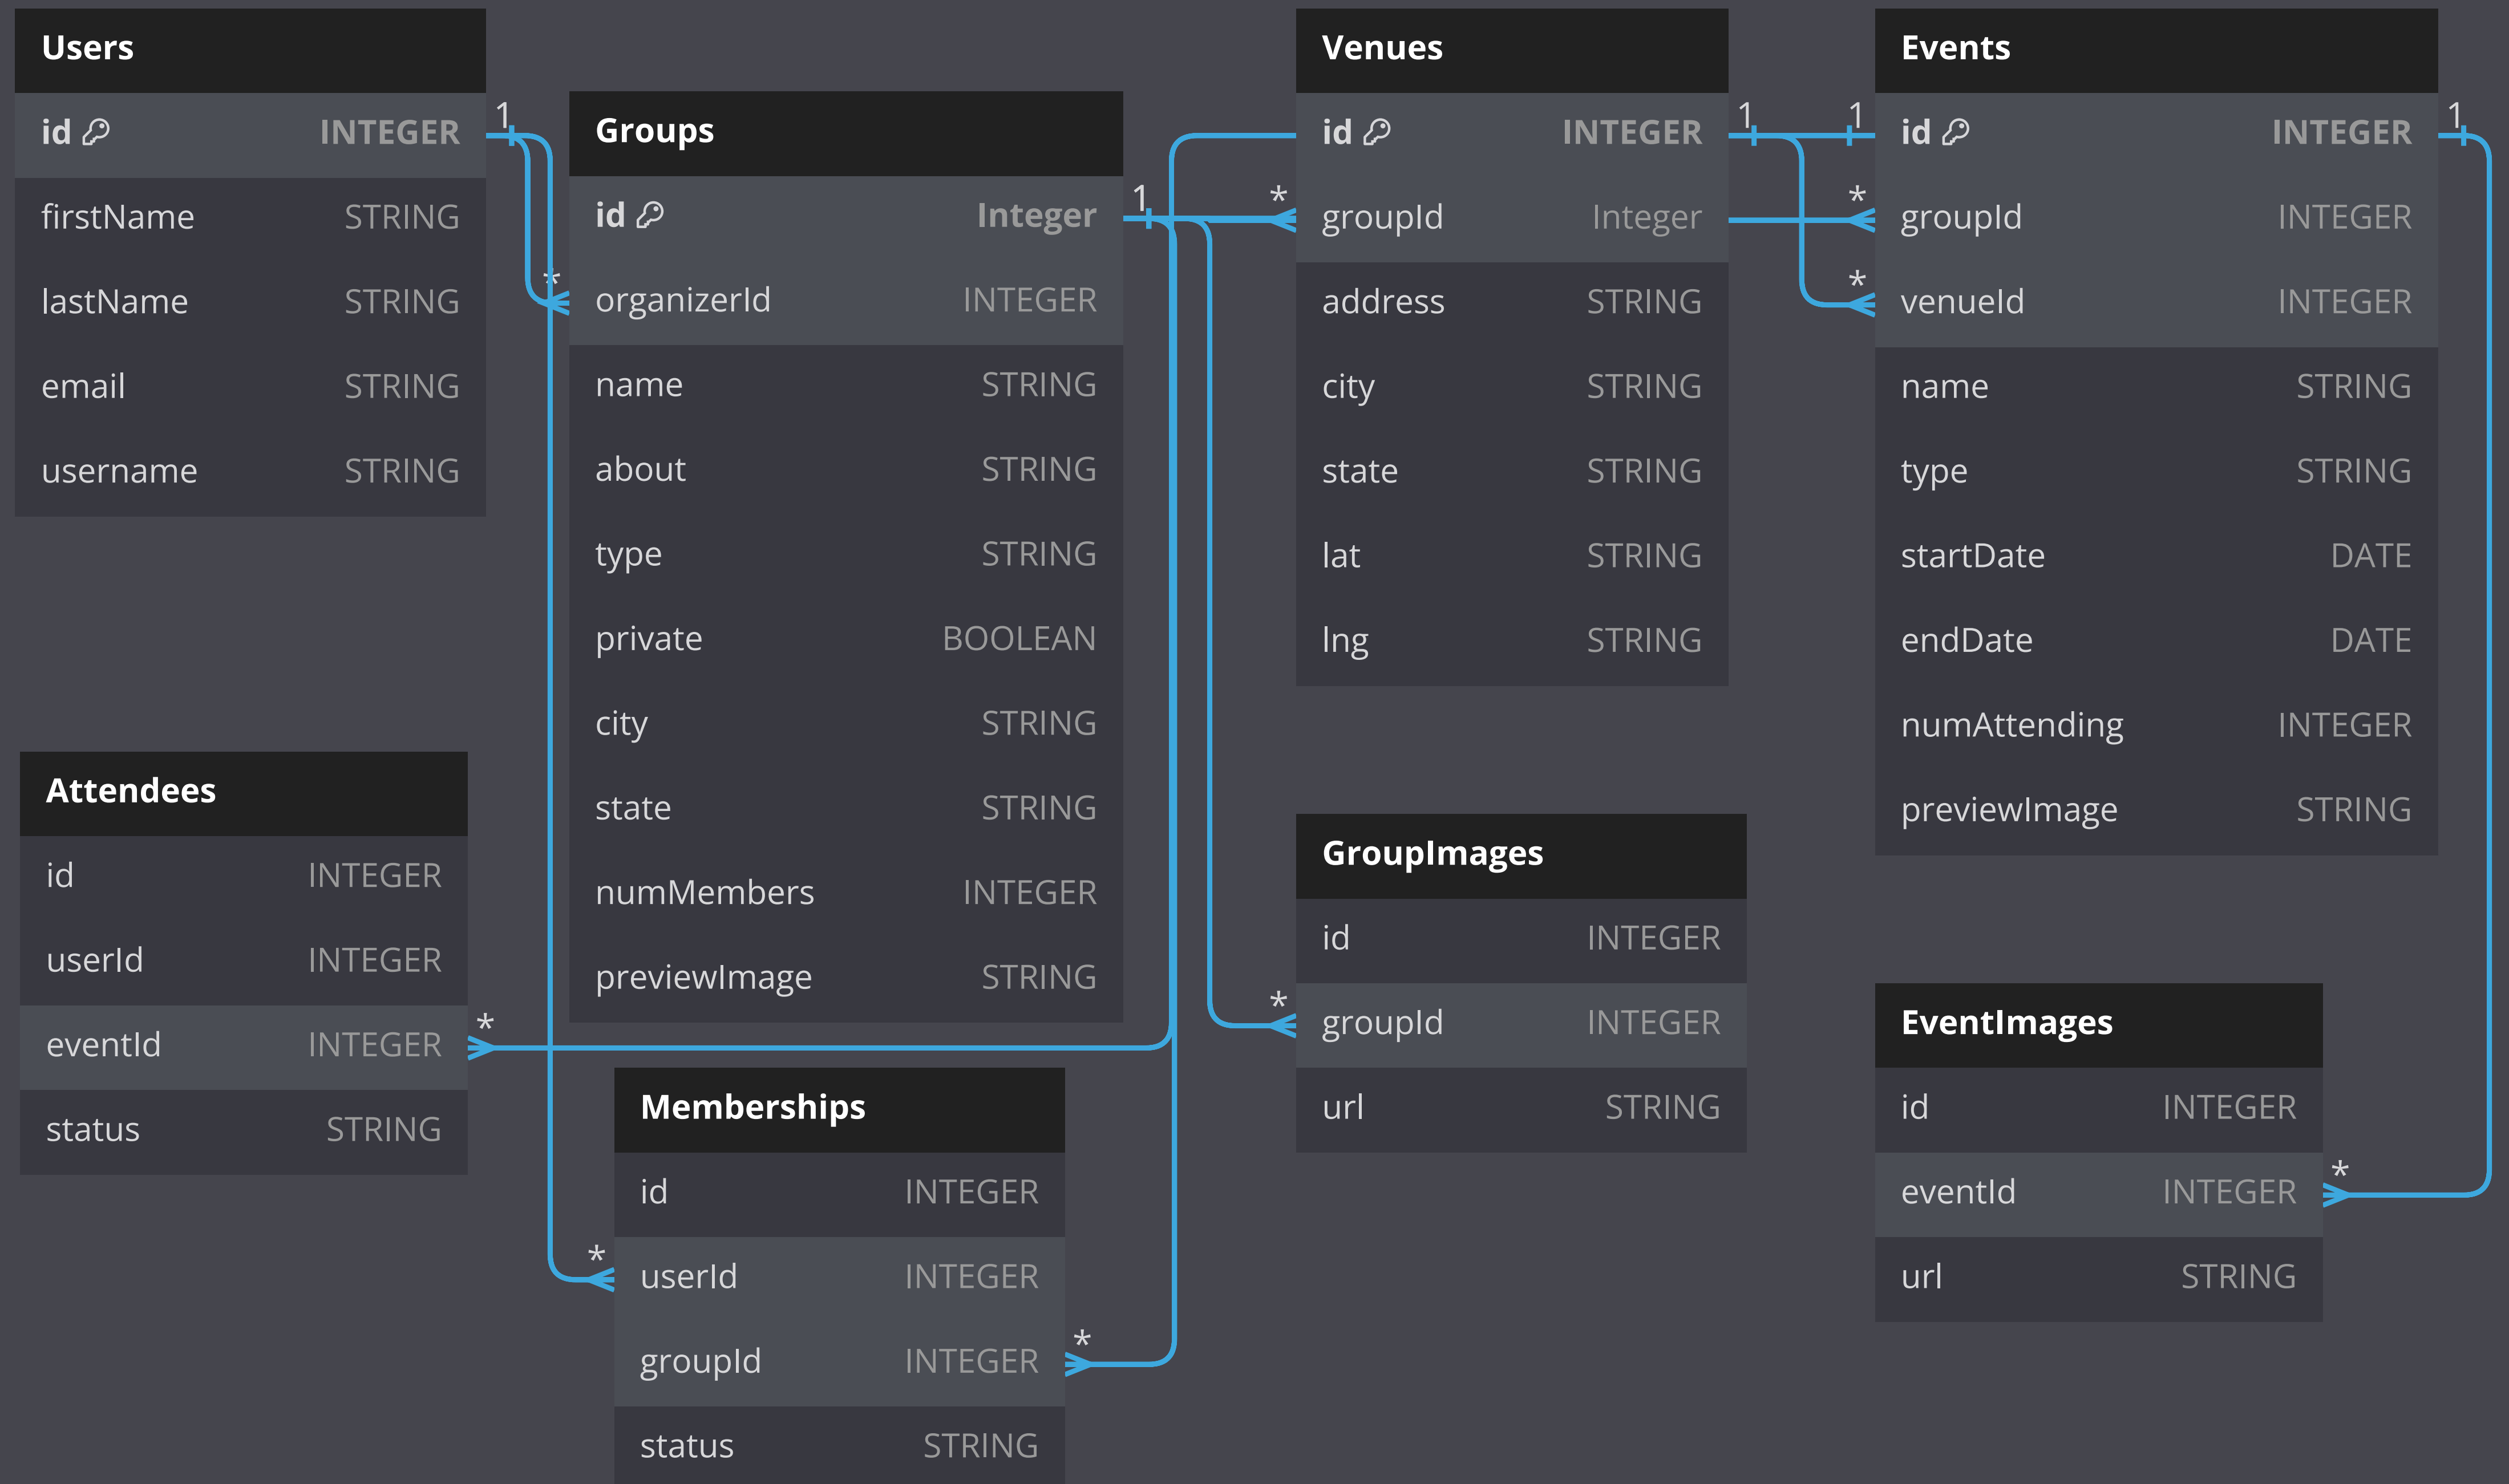 Users
id INTEGER
firstName STRING
lastName STRING
email STRING
username STRING
1
Groups
id Integer
organizerId INTEGER
name STRING
about STRING
type STRING
private BOOLEAN
city STRING
state STRING
numMembers INTEGER
previewImage STRING
*
1
Venues
id INTEGER
groupId Integer
address STRING
city STRING
state STRING
lat STRING
lng STRING
*
1
1
Events
id INTEGER
groupId INTEGER
venueId INTEGER
name STRING
type STRING
startDate DATE
endDate DATE
numAttending INTEGER
previewImage STRING
*
*
1
Attendees
id INTEGER
userId INTEGER
eventId INTEGER
status STRING
*
Memberships
id INTEGER
userId INTEGER
groupId INTEGER
status STRING
*
*
GroupImages
id INTEGER
groupId INTEGER
url STRING
*
EventImages
id INTEGER
eventId INTEGER
url STRING
*